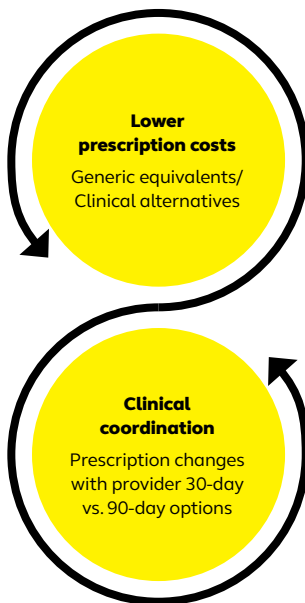 Lower
prescription costs
Generic equivalents/
Clinical alternatives
Clinical
coordination
Prescription changes
with provider 30-day
vs. 90-day options